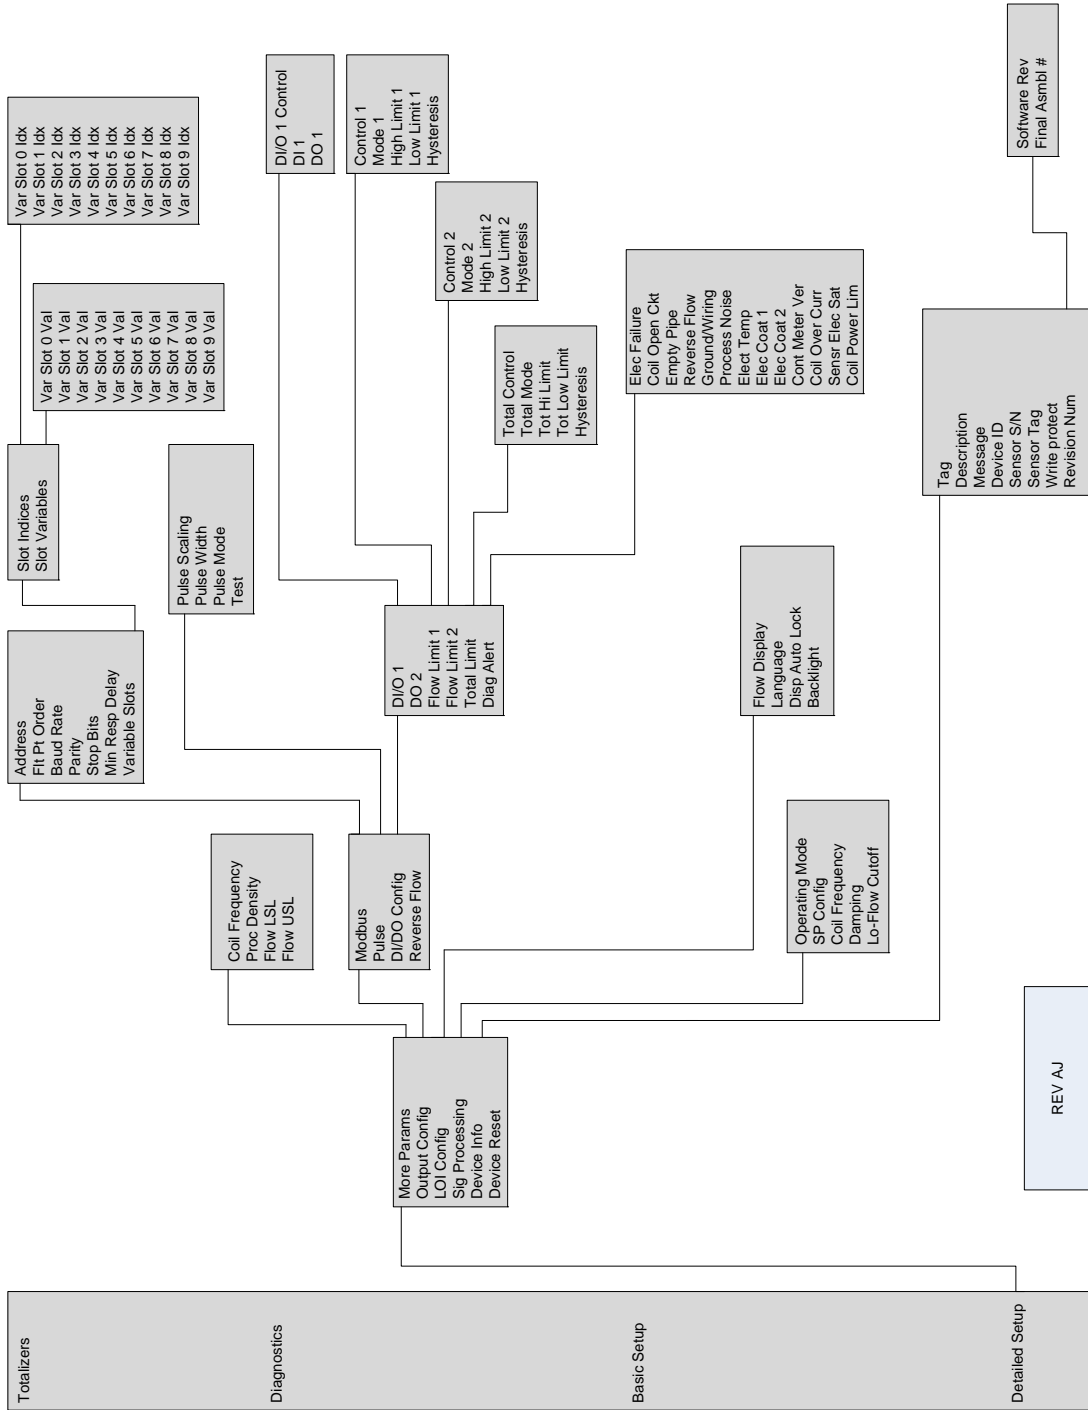 Totalizers
Diagnostics
Basic Setup
Detailed Setup
More Params
Output Config
LOI Config
Sig Processing
Device Info
Device Reset
Coil Frequency
Proc Density
Flow LSL
Flow USL
Modbus
Pulse
DI/DO Config
Reverse Flow
Operating Mode
SP Config
Coil Frequency
Damping
Lo-Flow Cutoff
Address
Flt Pt Order
Baud Rate
Parity
Stop Bits
Min Resp Delay
Variable Slots
Pulse Scaling
Pulse Width
Pulse Mode
Test
DI/O 1
DO 2
Flow Limit 1
Flow Limit 2
Total Limit
Diag Alert
Flow Display
Language
Disp Auto Lock
Backlight
Tag
Description
Message
Device ID
Sensor S/N
Sensor Tag
Write protect
Revision Num
Slot Indices
Slot Variables
Var Slot 0 Val
Var Slot 1 Val
Var Slot 2 Val
Var Slot 3 Val
Var Slot 4 Val
Var Slot 5 Val
Var Slot 6 Val
Var Slot 7 Val
Var Slot 8 Val
Var Slot 9 Val
Var Slot 0 Idx
Var Slot 1 Idx
Var Slot 2 Idx
Var Slot 3 Idx
Var Slot 4 Idx
Var Slot 5 Idx
Var Slot 6 Idx
Var Slot 7 Idx
Var Slot 8 Idx
Var Slot 9 Idx
DI/O 1 Control
DI 1
DO 1
Control 1
Mode 1
High Limit 1
Low Limit 1
Hysteresis
Control 2
Mode 2
High Limit 2
Low Limit 2
Hysteresis
Total Control
Total Mode
Tot Hi Limit
Tot Low Limit
Hysteresis
Elec Failure
Coil Open Ckt
Empty Pipe
Reverse Flow
Ground/Wiring
Process Noise
Elect Temp
Elec Coat 1
Elec Coat 2
Cont Meter Ver
Coil Over Curr
Sensr Elec Sat
Coil Power Lim
Software Rev
Final Asmbl #
REV AJ